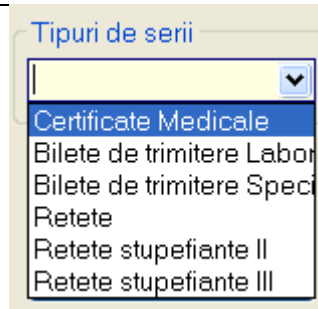 Tipuri de serii
Certificate Medicale
Bilete de trimitere Labor
Bilete de trimitere Speci
Retete
Retete stupefiante II
Retete stupefiante III